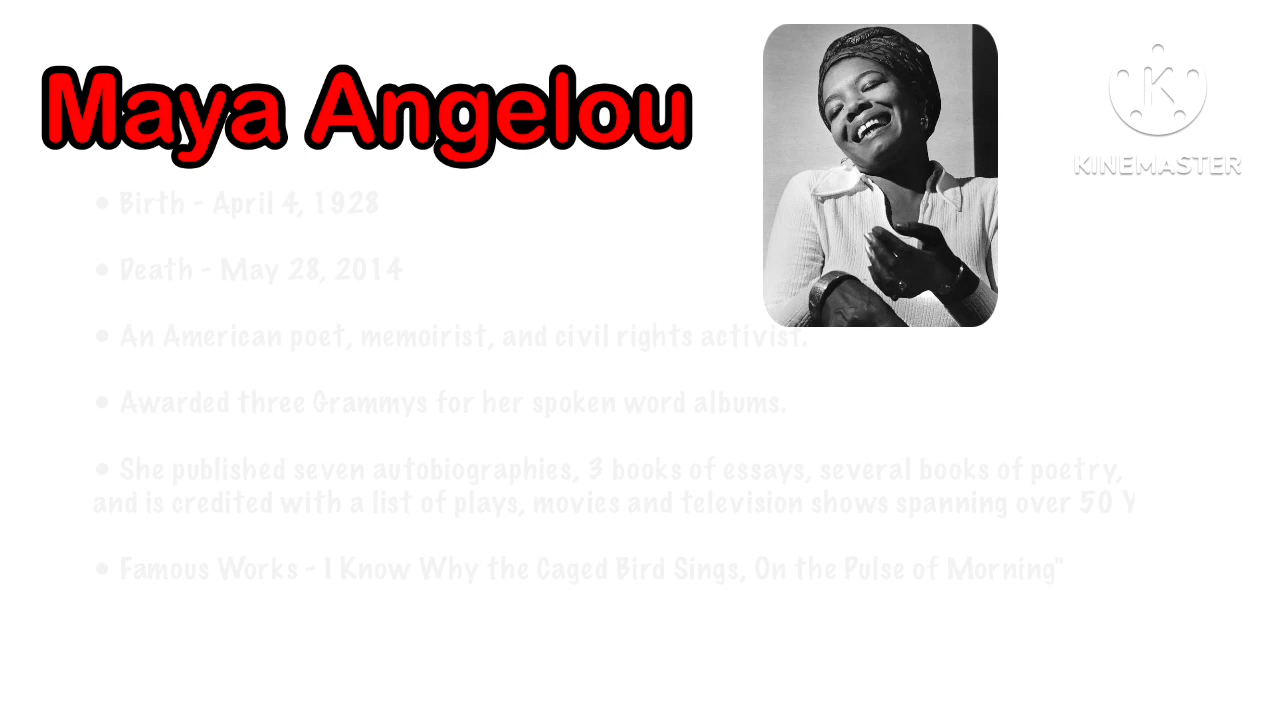 Maya Angelou
K
KINEMASTER
• Birth - April 4, 1928
• Death - May 28, 2014
• An American poet, memoirist, and civil rights activist.
• Awarded three Grammys for her spoken word albums.
• She published seven autobiographies, 3 books of essays, several books of poetry,
and is credited with a list of plays, movies and television shows spanning over 50 Y
• Famous Works - I Know Why the Caged Bird Sings, On the Pulse of Morning"